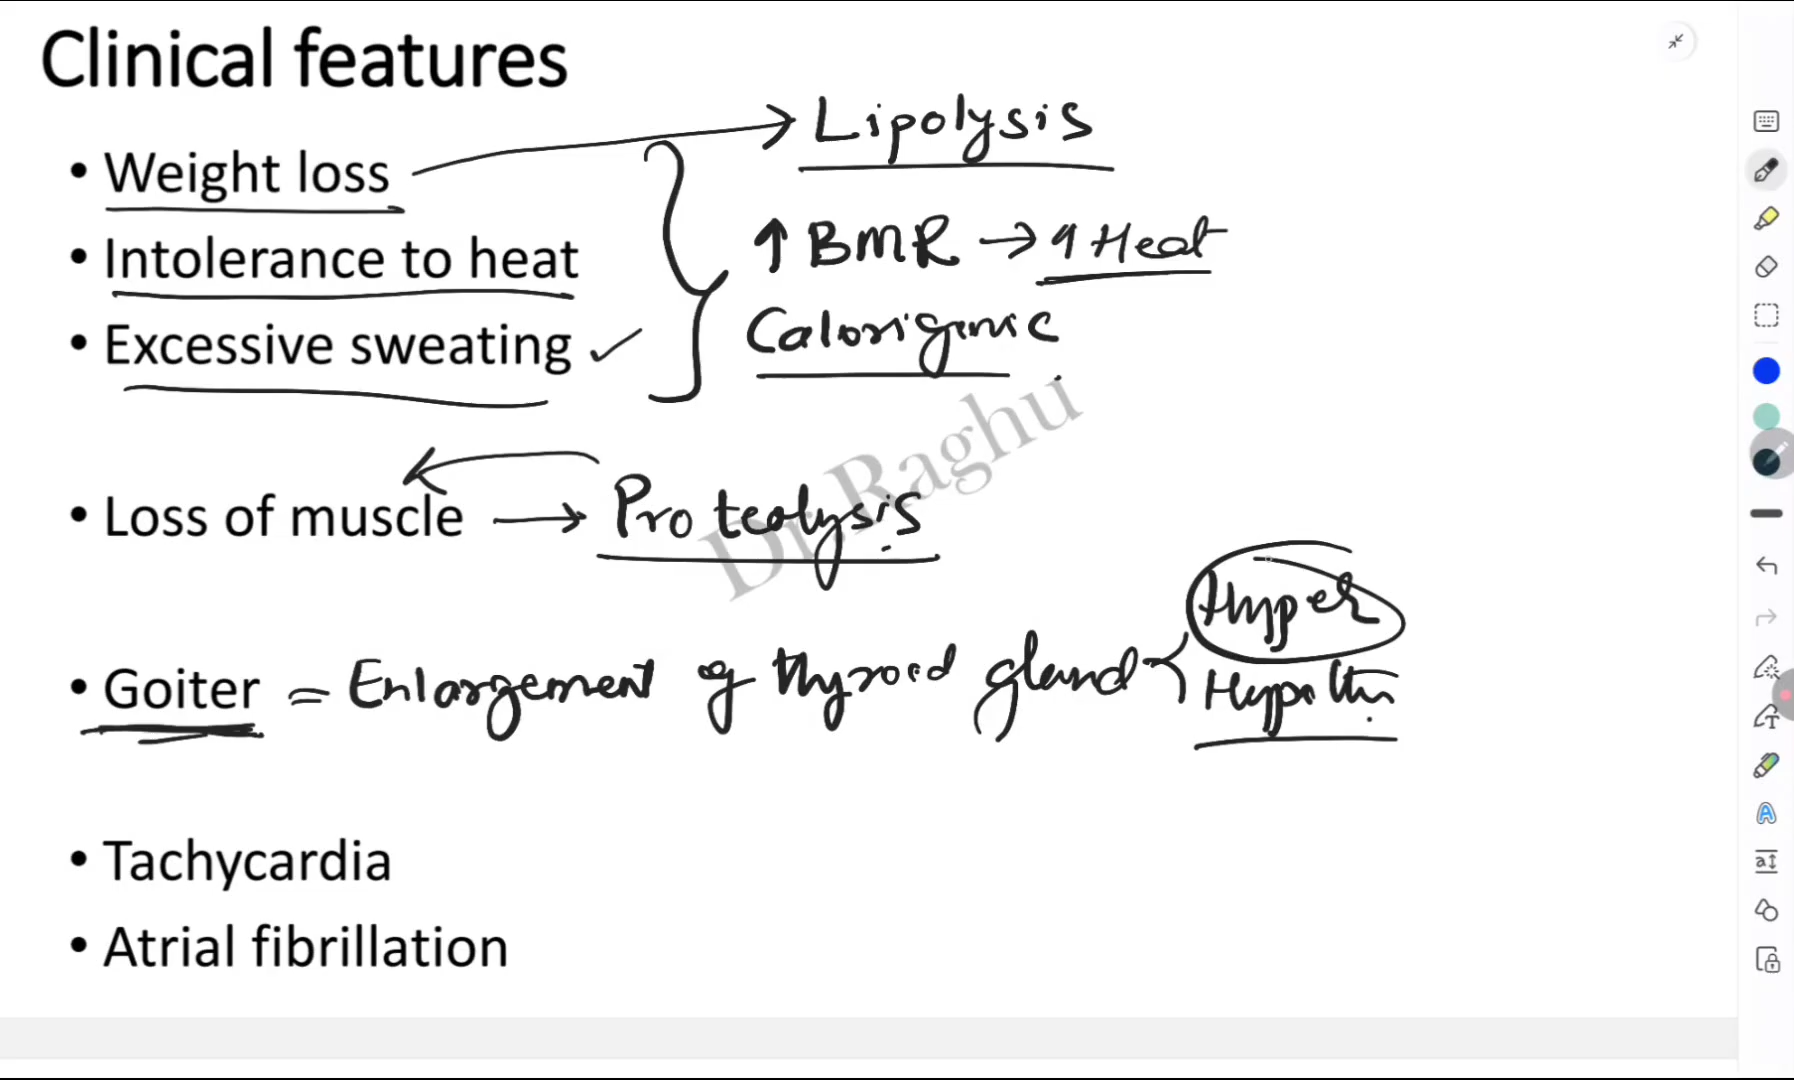 Clinical features
→ Lipolysis
• Weight loss
↑ BMR → ↑ Heat
• Intolerance to heat
Calorigenic
• Excessive sweating ✓
Dr.Raghu
• Loss of muscle → Proteolysis
Hyper
• Goiter = Enlargement of thyroid gland
• Tachycardia
• Atrial fibrillation